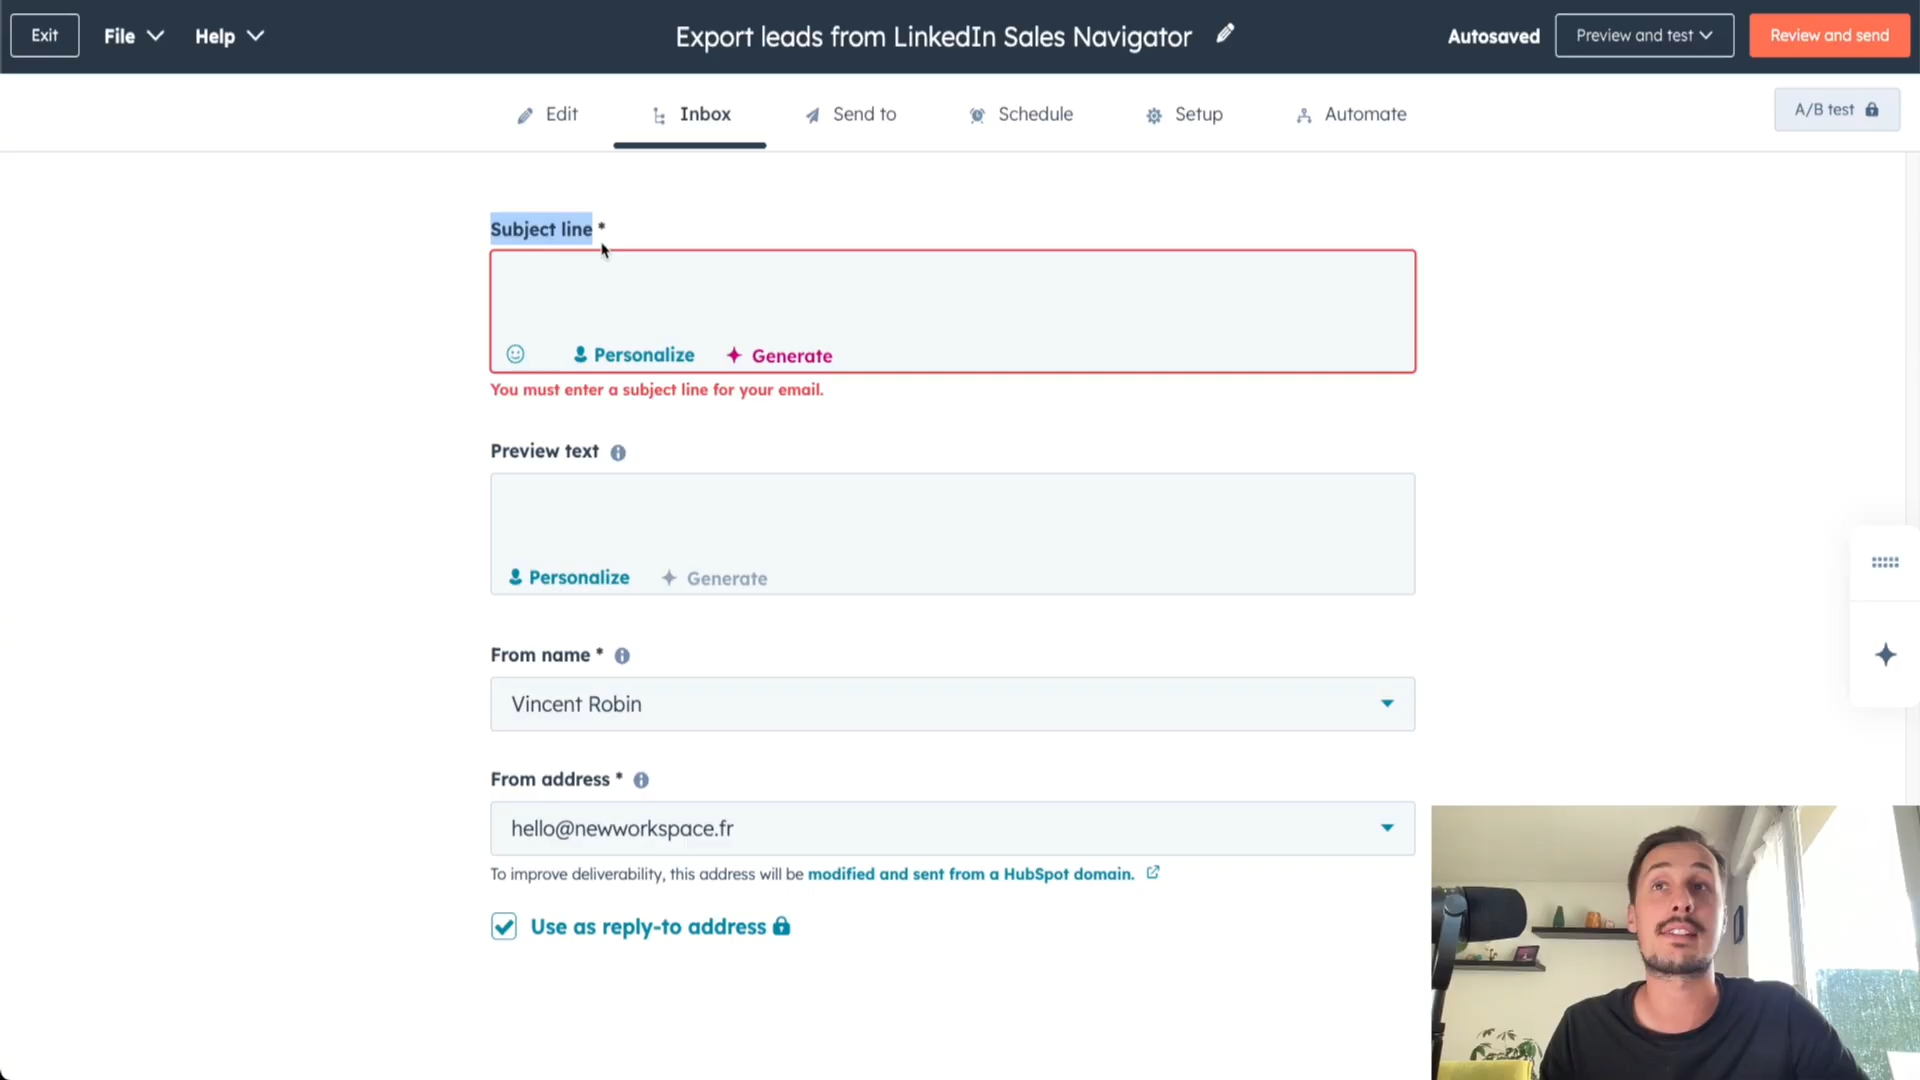 Exit
File
Help
Export leads from LinkedIn Sales Navigator
Autosaved
Preview and test
Review and send
Edit
Inbox
Send to
Schedule
Setup
Automate
A/B test
Subject line *
Personalize
Generate
You must enter a subject line for your email.
Preview text
Personalize
Generate
From name *
Vincent Robin
From address *
hello@newworkspace.fr
To improve deliverability, this address will be modified and sent from a HubSpot domain.
Use as reply-to address